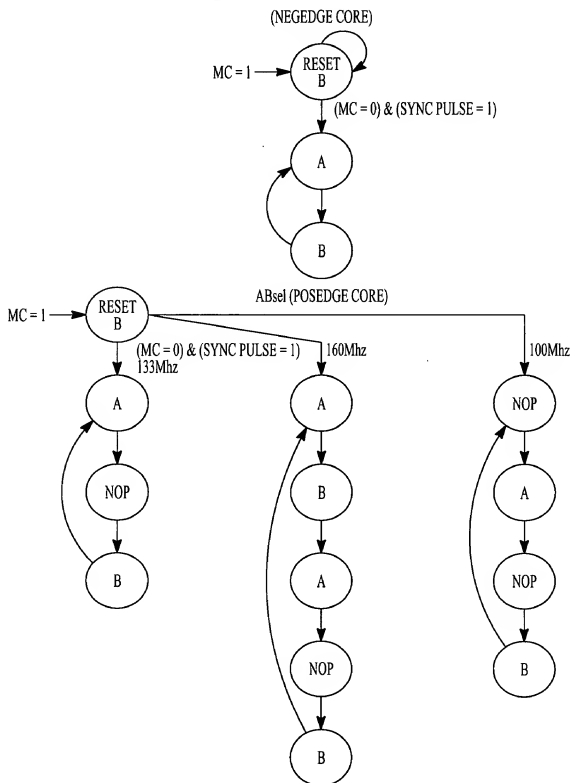 (NEGEDGE CORE)
MC = 1
RESET
B
(MC = 0) & (SYNC PULSE = 1)
A
B
ABsel (POSEDGE CORE)
MC = 1
RESET
B
(MC = 0) & (SYNC PULSE = 1)
133Mhz
160Mhz
100Mhz
A
NOP
B
A
B
A
NOP
B
NOP
A
NOP
B